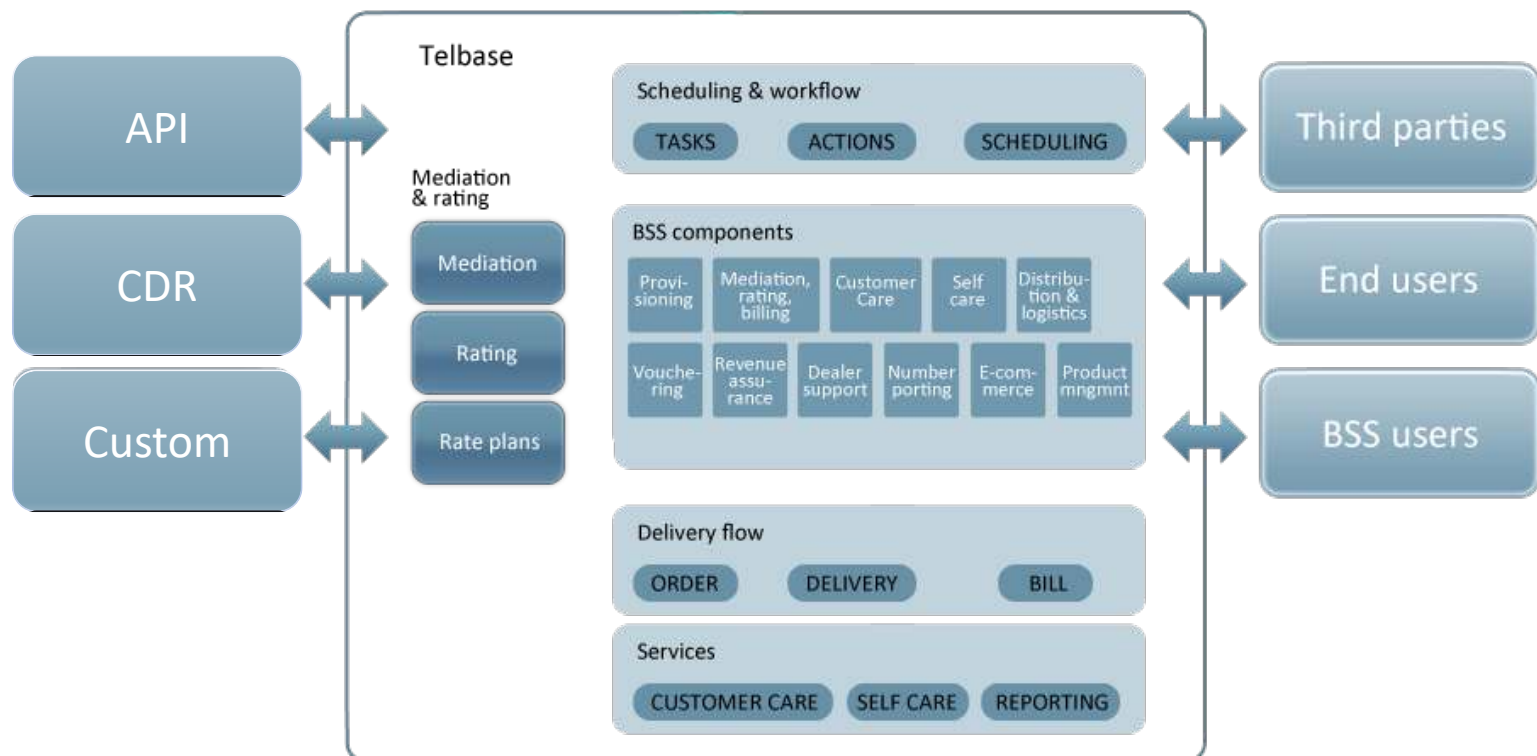 Telbase
API
CDR
Custom
Mediation
& rating
Mediation
Rating
Rate plans
Scheduling & workflow
TASKS
ACTIONS
SCHEDULING
BSS components
Provi-
sioning
Mediation,
rating,
billing
Customer
Care
Self
care
Distribu-
tion &
logistics
Vouche-
ring
Revenue
assu-
rance
Dealer
support
Number
porting
E-com-
merce
Product
mngmnt
Delivery flow
ORDER
DELIVERY
BILL
Services
CUSTOMER CARE
SELF CARE
REPORTING
Third parties
End users
BSS users